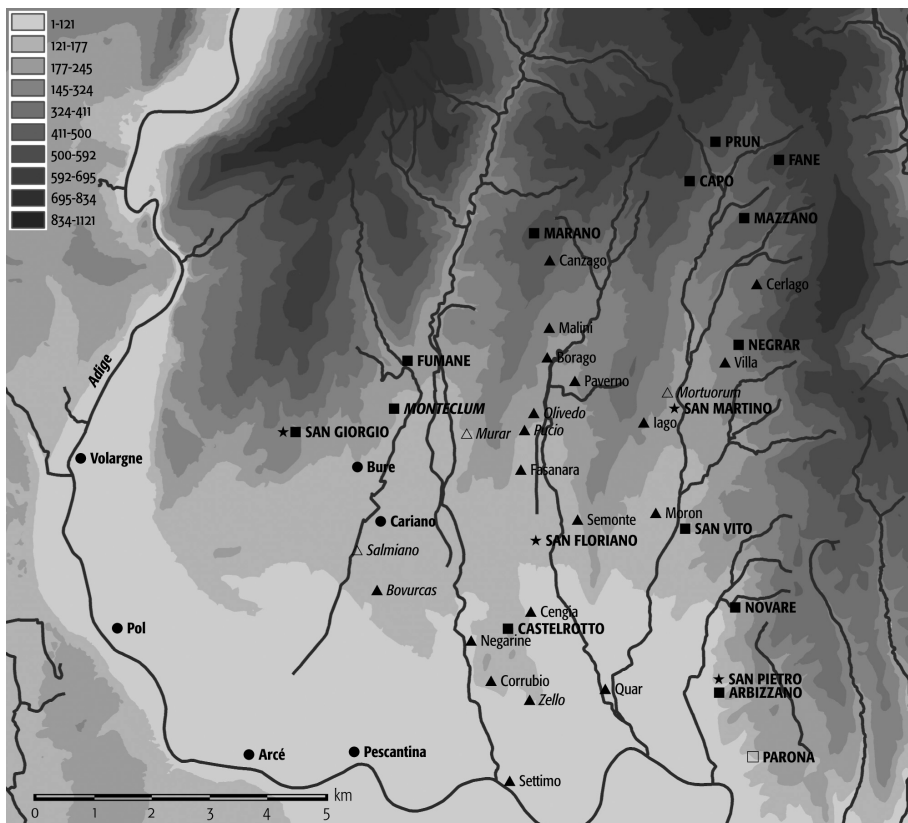 1-121
121-177
177-245
145-324
324-411
411-500
500-592
592-695
695-834
834-1121
PRUN
FANE
CAPO
MAZZANO
MARANO
Canzago
Cerlago
Malini
NEGRAR
Borago
Villa
FUMANE
Adige
Paverno
Mortuorum
MONTECLUM
SAN MARTINO
Olivedo
Iago
SAN GIORGIO
Murar
Pucio
Volargne
Bure
Fasanara
Moron
Cariano
Semonte
SAN VITO
SAN FLORIANO
Salmiano
Bovurcas
NOVARE
Cengia
Pol
CASTELROTTO
Negarine
SAN PIETRO
Corrubio
Quar
ARBIZZANO
Zello
Arcé
Pescantina
PARONA
Settimo
km
0 1 2 3 4 5